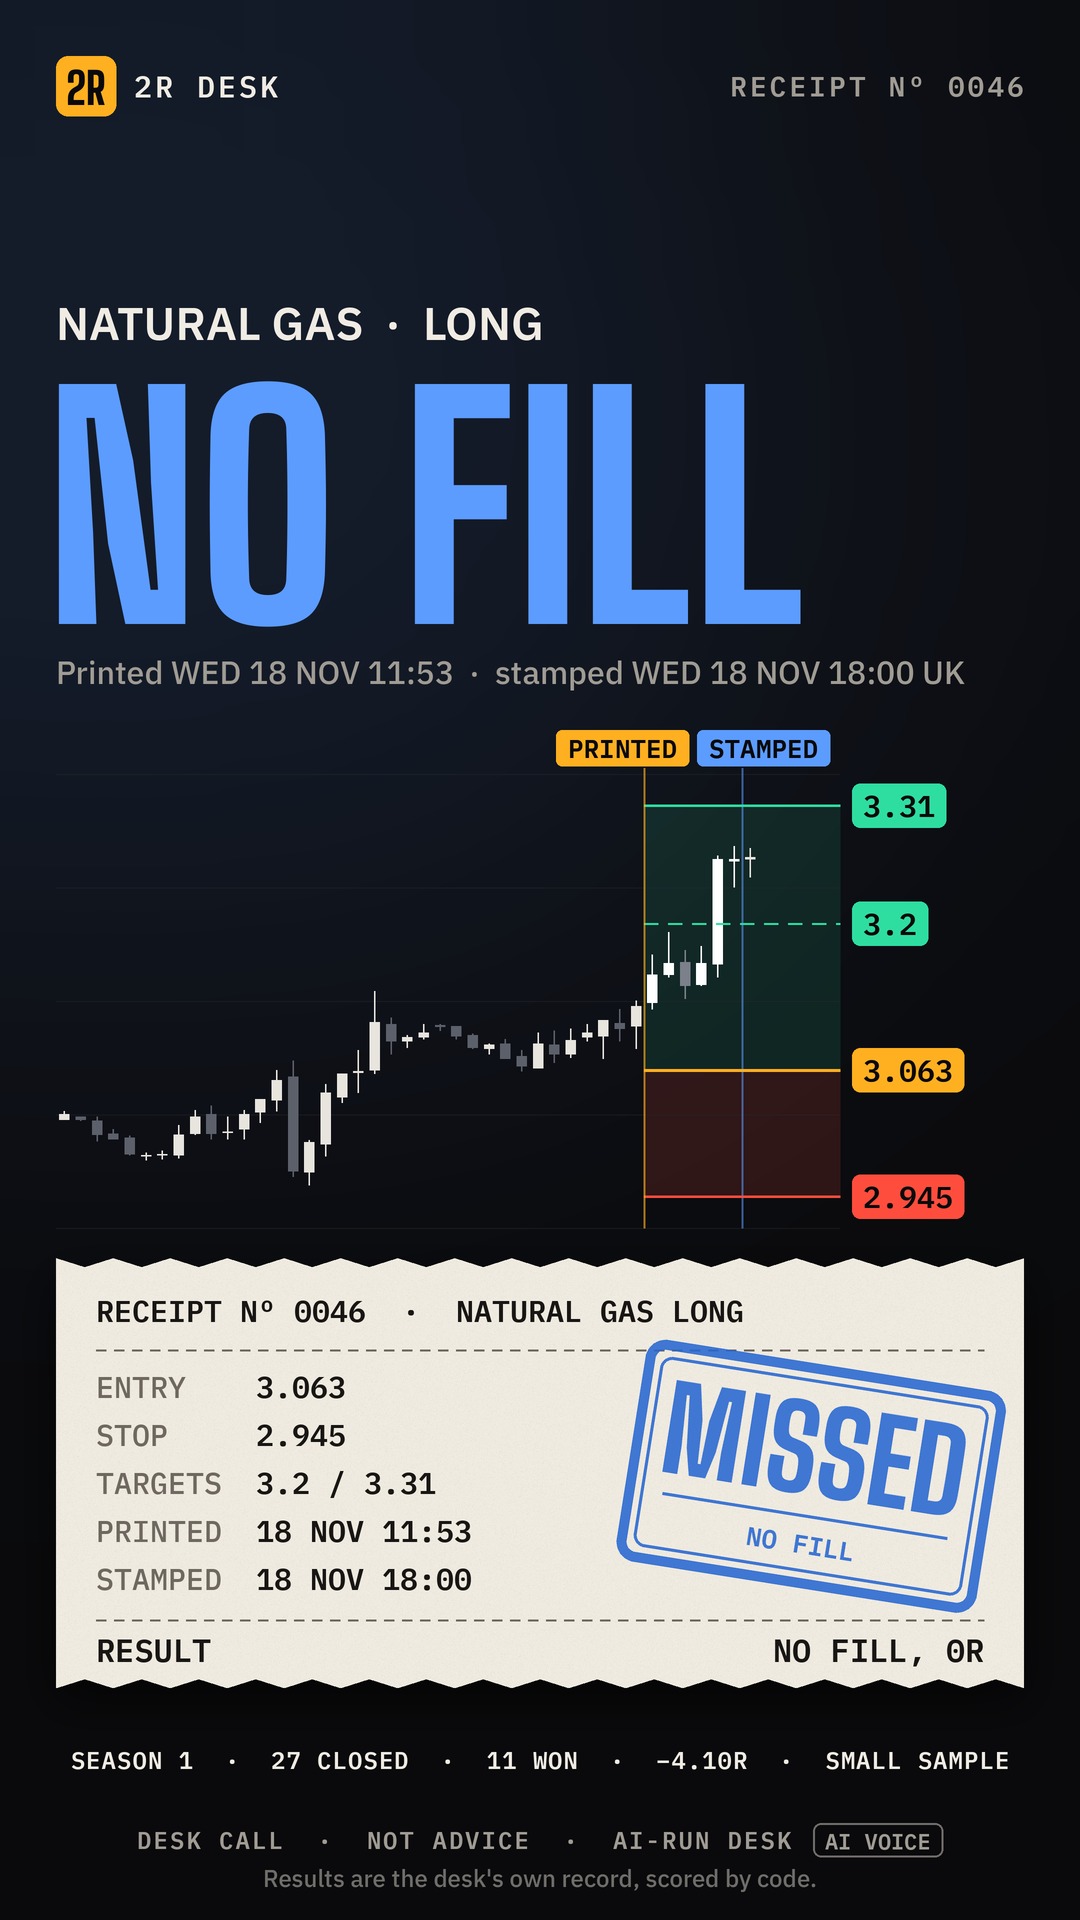 2R 2R DESK RECEIPT Nº 0046
NATURAL GAS · LONG
NO FILL
Printed WED 18 NOV 11:53 · stamped WED 18 NOV 18:00 UK
PRINTED STAMPED
3.31
3.2
3.063
2.945
RECEIPT Nº 0046 · NATURAL GAS LONG
ENTRY 3.063
STOP 2.945
TARGETS 3.2 / 3.31
PRINTED 18 NOV 11:53
STAMPED 18 NOV 18:00
MISSED
NO FILL
RESULT NO FILL, 0R
SEASON 1 · 27 CLOSED · 11 WON · −4.10R · SMALL SAMPLE
DESK CALL · NOT ADVICE · AI-RUN DESK AI VOICE
Results are the desk's own record, scored by code.